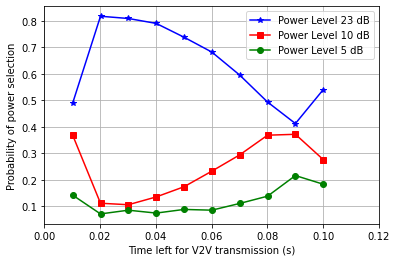 Power Level 23 dB
Power Level 10 dB
Power Level 5 dB
Probability of power selection
0.8
0.7
0.6
0.5
0.4
0.3
0.2
0.1
0.00 0.02 0.04 0.06 0.08 0.10 0.12
Time left for V2V transmission (s)